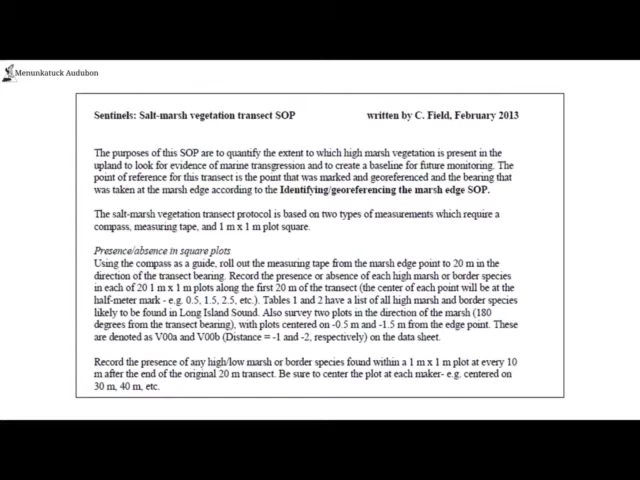 Menunkatuck Audubon
Sentinels: Salt-marsh vegetation transect SOP written by C. Field, February 2013
The purposes of this SOP are to quantify the extent to which high marsh vegetation is present in the
upland to look for evidence of marine transgression and to create a baseline for future monitoring. The
point of reference for this transect is the point that was marked and georeferenced and the bearing that
was taken at the marsh edge according to the Identifying/georeferencing the marsh edge SOP.
The salt-marsh vegetation transect protocol is based on two types of measurements which require a
compass, measuring tape, and 1 m x 1 m plot square.
Presence/absence in square plots
Using the compass as a guide, roll out the measuring tape from the marsh edge point to 20 m in the
direction of the transect bearing. Record the presence or absence of each high marsh or border species
in each of 20 1 m x 1 m plots along the first 20 m of the transect (the center of each point will be at the
half-meter mark - e.g. 0.5, 1.5, 2.5, etc.). Tables 1 and 2 have a list of all high marsh and border species
likely to be found in Long Island Sound. Also survey two plots in the direction of the marsh (180
degrees from the transect bearing), with plots centered on -0.5 m and -1.5 m from the edge point. These
are denoted as V00a and V00b (Distance = -1 and -2, respectively) on the data sheet.
Record the presence of any high/low marsh or border species found within a 1 m x 1 m plot at every 10
m after the end of the original 20 m transect. Be sure to center the plot at each maker- e.g. centered on
30 m, 40 m, etc.